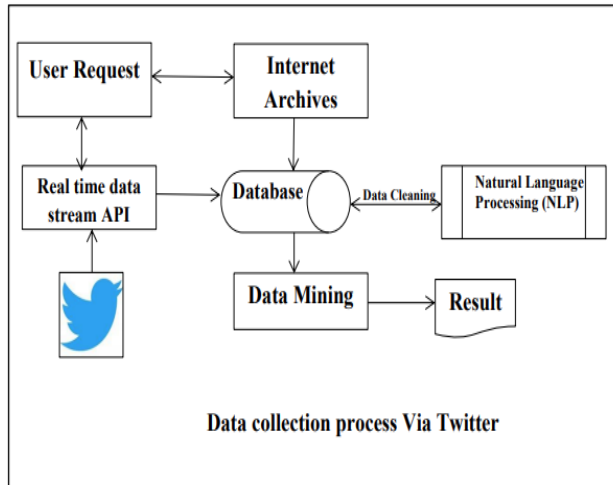 User Request
Internet
Archives
Real time data
stream API
Database
Data Cleaning
Natural Language
Processing (NLP)
Data Mining
Result
Data collection process Via Twitter